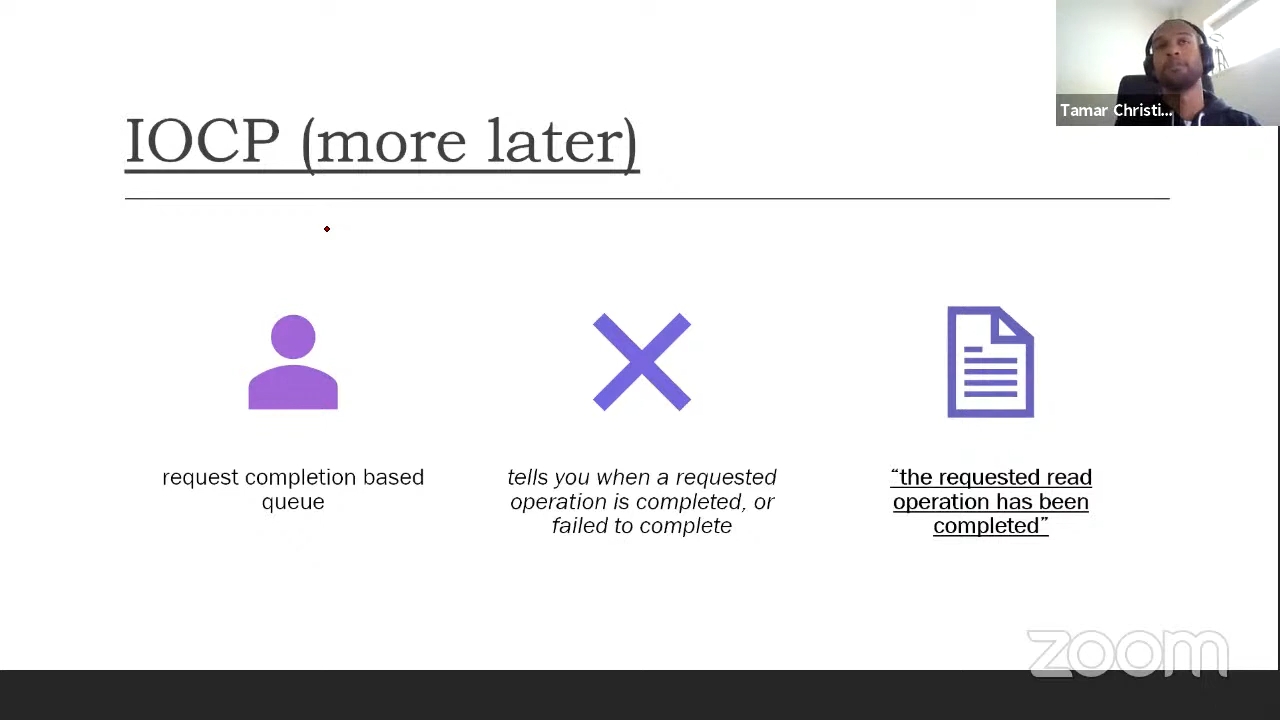 Tamar Christi...
IOCP (more later)
request completion based
queue
tells you when a requested
operation is completed, or
failed to complete
“the requested read
operation has been
completed”
zoom